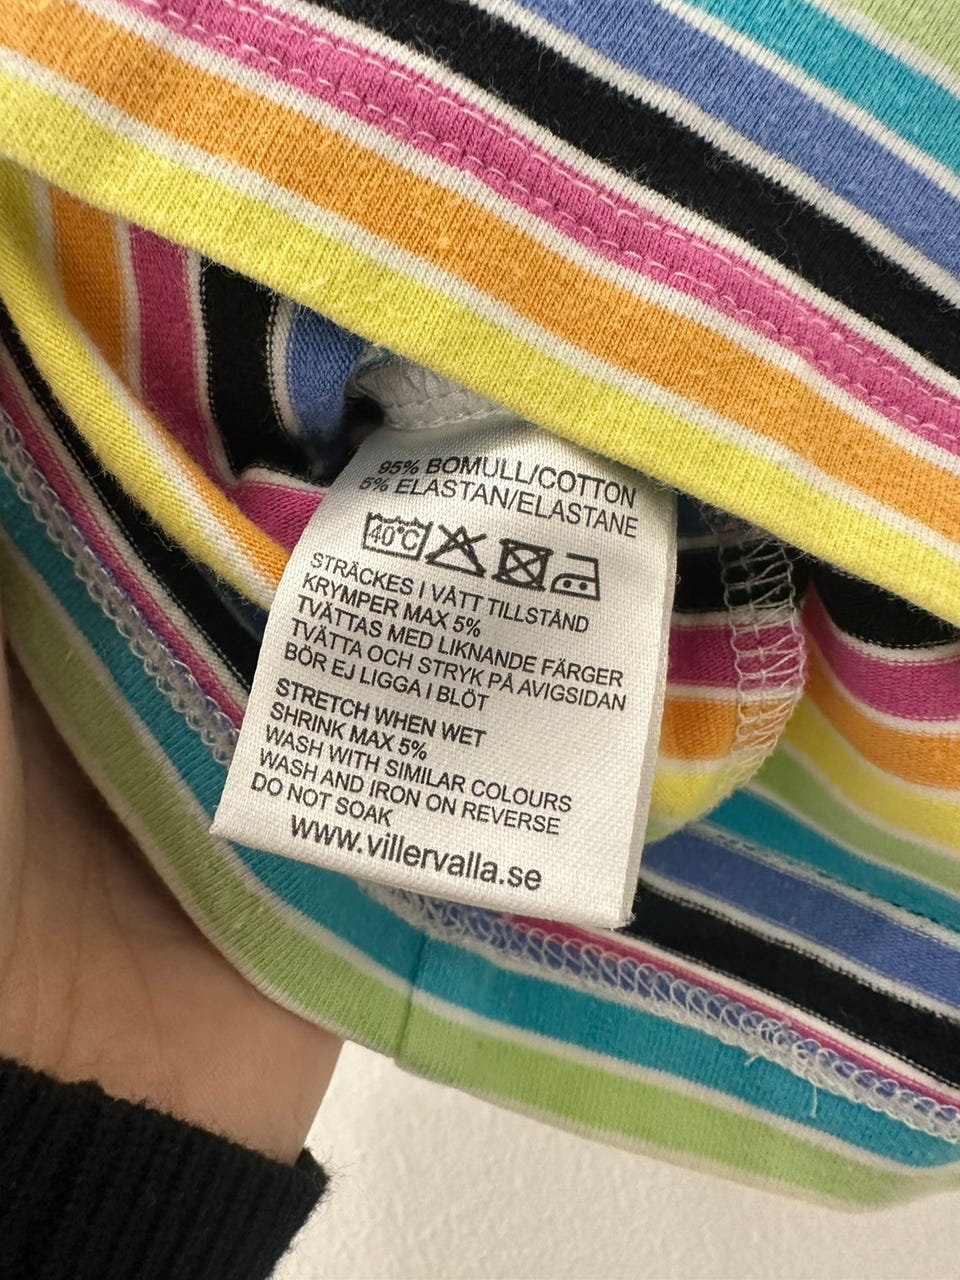 95% BOMULL/COTTON
5% ELASTAN/ELASTANE
40°C
STRÄCKES I VÅTT TILLSTÅND
KRYMPER MAX 5%
TVÄTTAS MED LIKNANDE FÄRGER
TVÄTTA OCH STRYK PÅ AVIGSIDAN
BÖR EJ LIGGA I BLÖT
STRETCH WHEN WET
SHRINK MAX 5%
WASH WITH SIMILAR COLOURS
WASH AND IRON ON REVERSE
DO NOT SOAK
www.villervalla.se